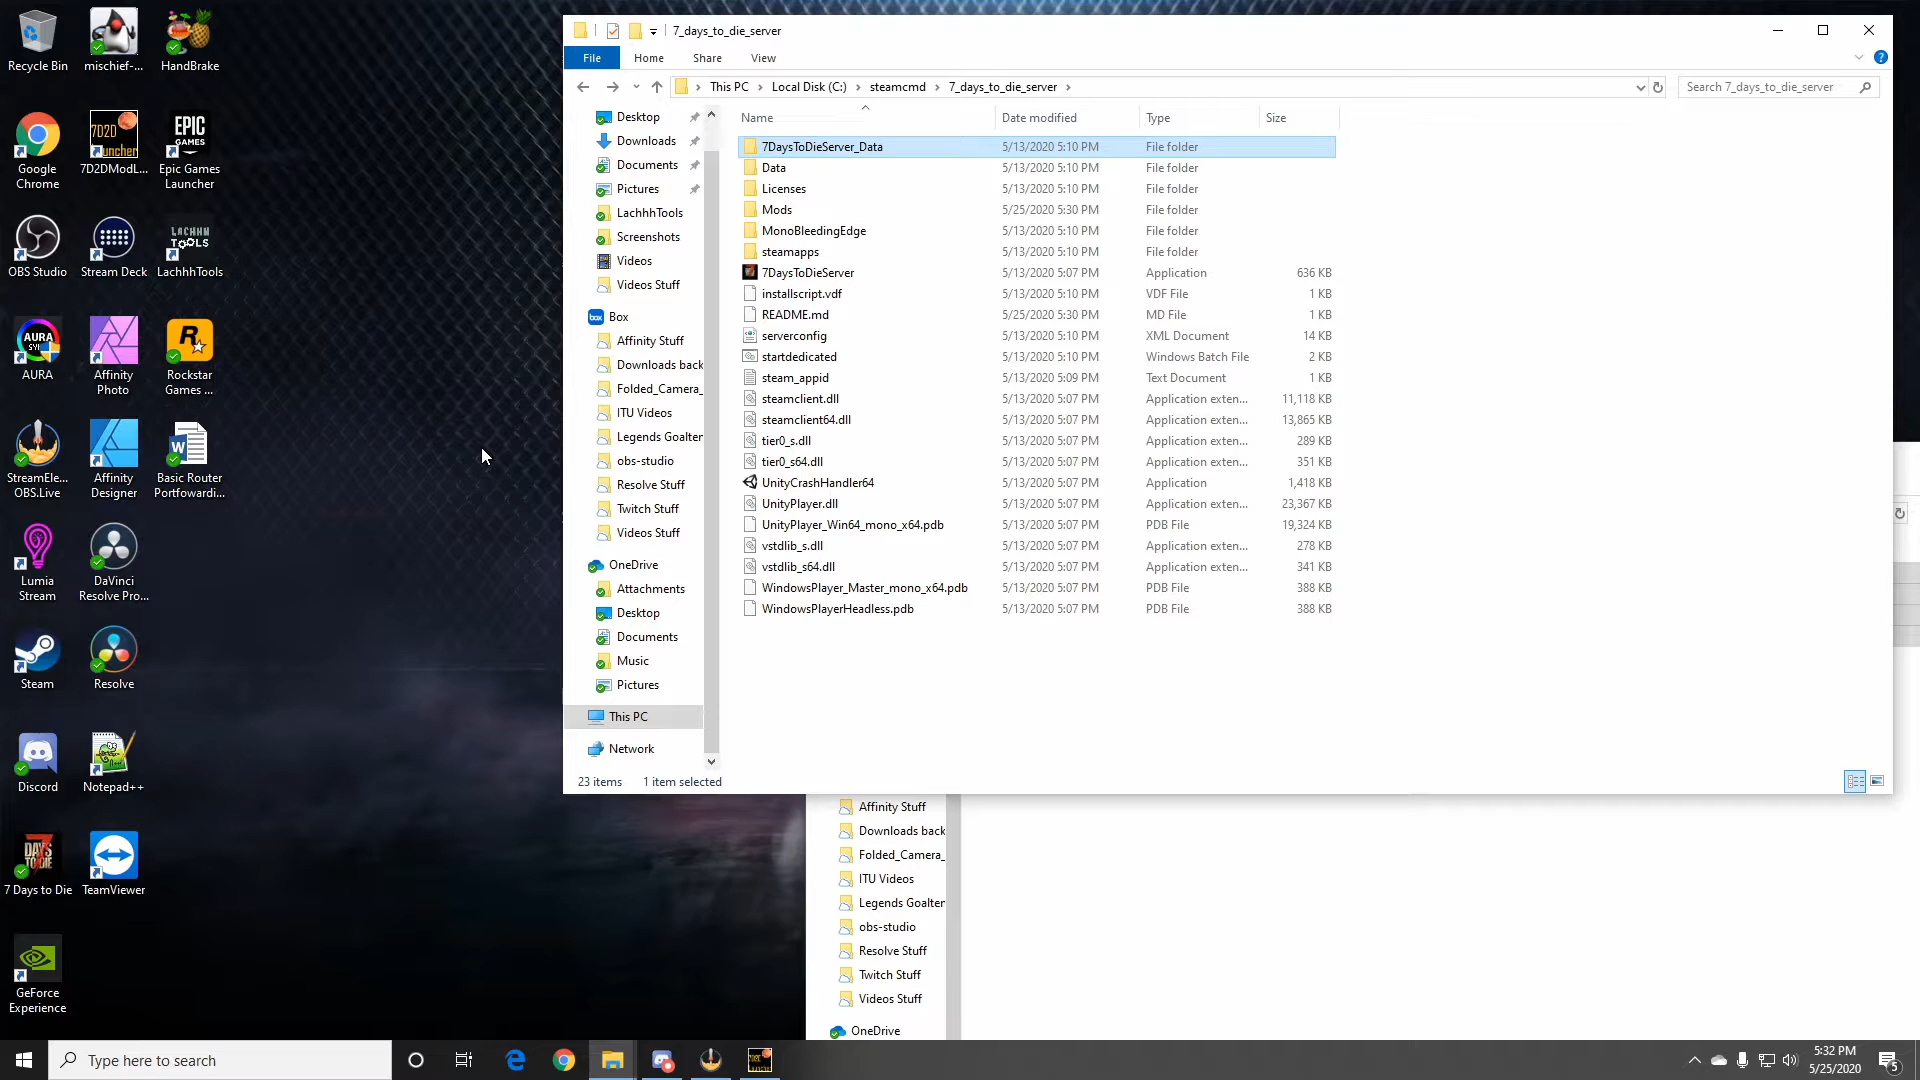 Recycle Bin
mischief-...
HandBrake
Google
Chrome
7D2D
uncher
7D2DModL...
EPIC
GAMES
Epic Games
Launcher
OBS Studio
Stream Deck
LACHHH
TOOLS
LachhhTools
AURA
SY
AURA
Affinity
Photo
Rockstar
Games ...
StreamEle...
OBS.Live
Affinity
Designer
Basic Router
Portfowardi...
Lumia
Stream
DaVinci
Resolve Pro...
Steam
Resolve
Discord
Notepad++
DAYS
TO DIE
7 Days to Die
TeamViewer
GeForce
Experience
7_days_to_die_server
File
Home
Share
View
This PC
Local Disk (C:)
steamcmd
7_days_to_die_server
Search 7_days_to_die_server
Desktop
Downloads
Documents
Pictures
LachhhTools
Screenshots
Videos
Videos Stuff
box
Box
Affinity Stuff
Downloads back
Folded_Camera_
ITU Videos
Legends Goalter
obs-studio
Resolve Stuff
Twitch Stuff
Videos Stuff
OneDrive
Attachments
Desktop
Documents
Music
Pictures
This PC
Network
Name Date modified Type Size
7DaysToDieServer_Data 5/13/2020 5:10 PM File folder
Data 5/13/2020 5:10 PM File folder
Licenses 5/13/2020 5:10 PM File folder
Mods 5/25/2020 5:30 PM File folder
MonoBleedingEdge 5/13/2020 5:10 PM File folder
steamapps 5/13/2020 5:10 PM File folder
7DaysToDieServer 5/13/2020 5:07 PM Application 636 KB
installscript.vdf 5/13/2020 5:10 PM VDF File 1 KB
README.md 5/25/2020 5:30 PM MD File 1 KB
serverconfig 5/13/2020 5:10 PM XML Document 14 KB
startdedicated 5/13/2020 5:10 PM Windows Batch File 2 KB
steam_appid 5/13/2020 5:09 PM Text Document 1 KB
steamclient.dll 5/13/2020 5:07 PM Application exten... 11,118 KB
steamclient64.dll 5/13/2020 5:07 PM Application exten... 13,865 KB
tier0_s.dll 5/13/2020 5:07 PM Application exten... 289 KB
tier0_s64.dll 5/13/2020 5:07 PM Application exten... 351 KB
UnityCrashHandler64 5/13/2020 5:07 PM Application 1,418 KB
UnityPlayer.dll 5/13/2020 5:07 PM Application exten... 23,367 KB
UnityPlayer_Win64_mono_x64.pdb 5/13/2020 5:07 PM PDB File 19,324 KB
vstdlib_s.dll 5/13/2020 5:07 PM Application exten... 278 KB
vstdlib_s64.dll 5/13/2020 5:07 PM Application exten... 341 KB
WindowsPlayer_Master_mono_x64.pdb 5/13/2020 5:07 PM PDB File 388 KB
WindowsPlayerHeadless.pdb 5/13/2020 5:07 PM PDB File 388 KB
23 items 1 item selected
Affinity Stuff
Downloads back
Folded_Camera_
ITU Videos
Legends Goalter
obs-studio
Resolve Stuff
Twitch Stuff
Videos Stuff
OneDrive
Type here to search
5:32 PM
5/25/2020
5